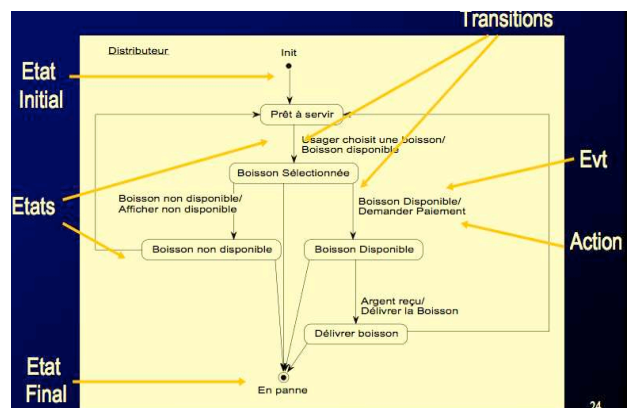 Transitions
Distributeur
Init
Etat
Initial
Prêt à servir
Usager choisit une boisson/
Boisson disponible
Evt
Boisson Sélectionnée
Boisson non disponible/
Afficher non disponible
Boisson Disponible/
Demander Paiement
Etats
Action
Boisson non disponible
Boisson Disponible
Argent reçu/
Délivrer la Boisson
Délivrer boisson
Etat
Final
En panne
24